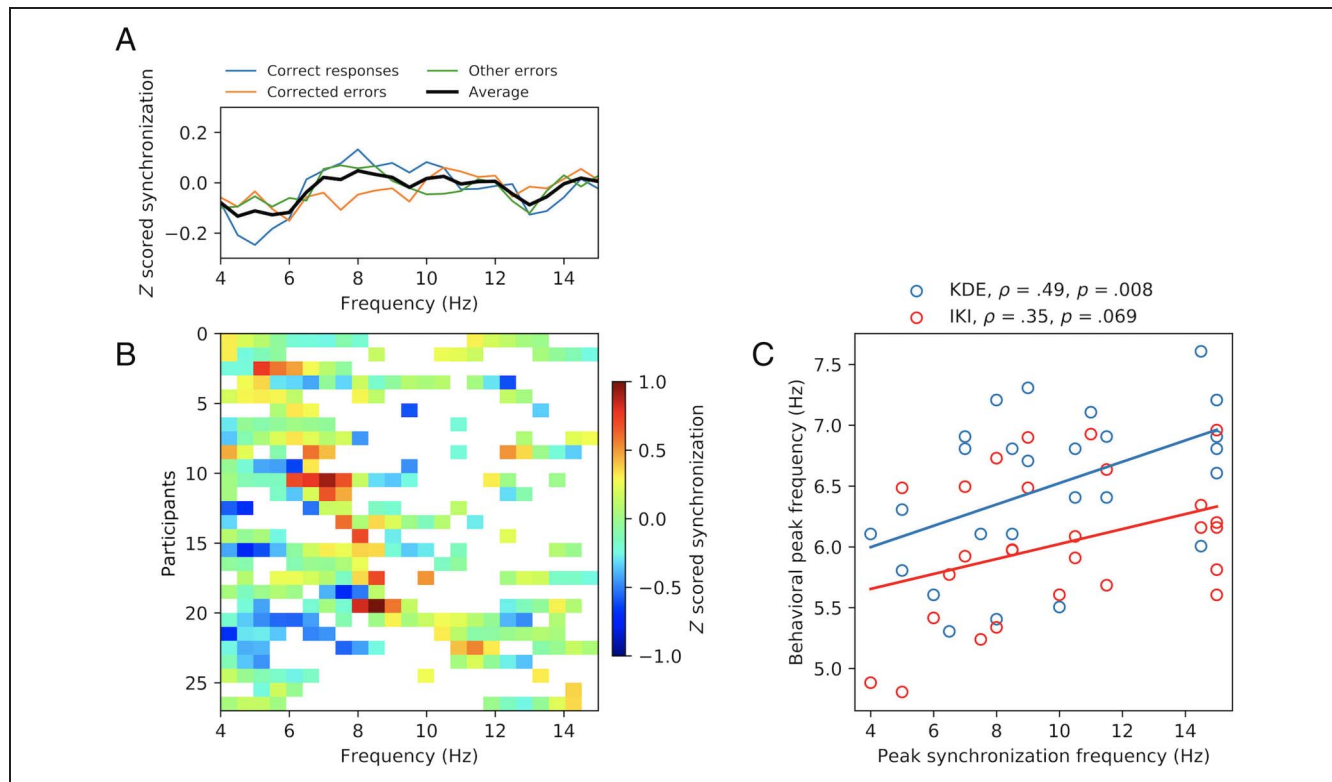 A
Correct responses
Other errors
Corrected errors
Average
Z scored synchronization
0.2
0.0
−0.2
4 6 8 10 12 14
Frequency (Hz)
B
Participants
0
5
10
15
20
25
4 6 8 10 12 14
Frequency (Hz)
1.0
0.5
0.0
−0.5
−1.0
Z scored synchronization
C
KDE, ρ = .49, p = .008
IKI, ρ = .35, p = .069
Behavioral peak frequency (Hz)
7.5
7.0
6.5
6.0
5.5
5.0
4 6 8 10 12 14
Peak synchronization frequency (Hz)